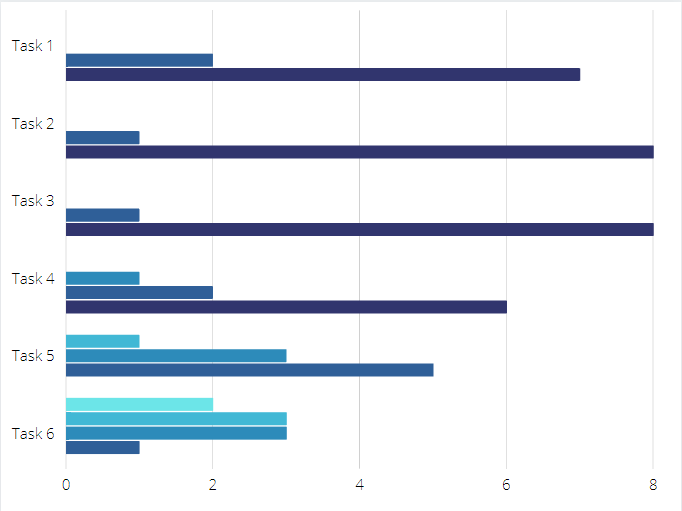 Task 1
Task 2
Task 3
Task 4
Task 5
Task 6
0 2 4 6 8